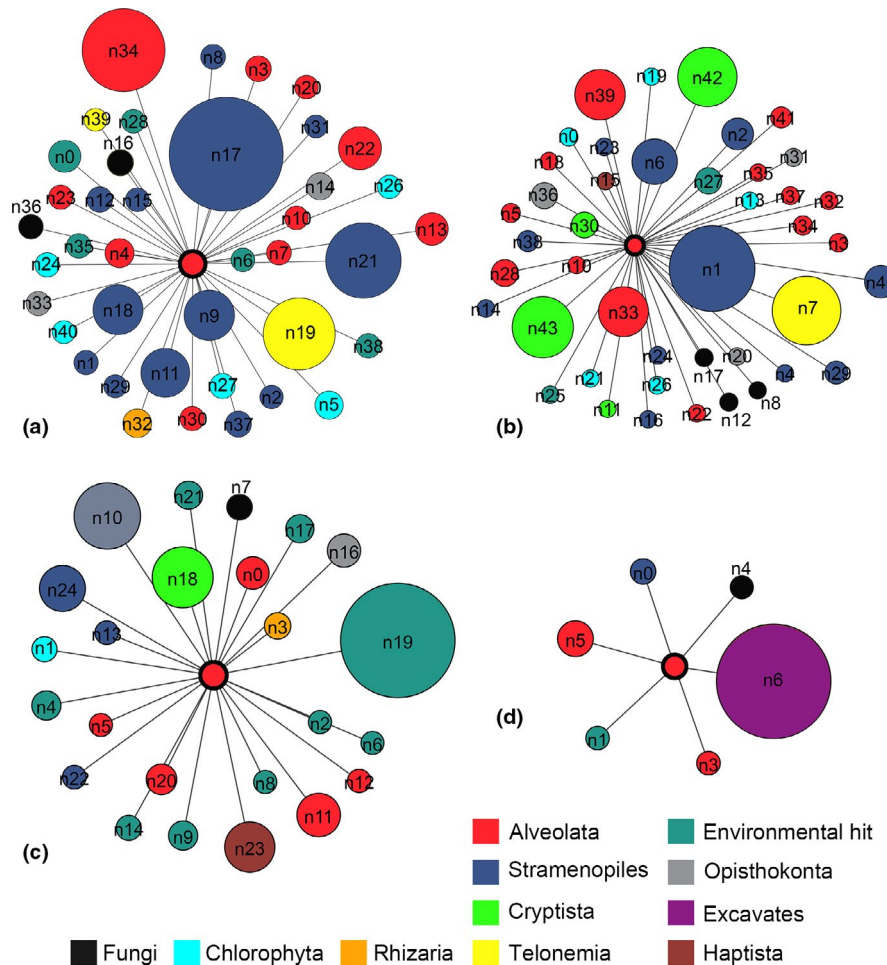 n34
n8
n3
n20
n39
n28
n31
n16
n17
n22
n0
n14
n26
n23
n12
n15
n36
n10
n13
n35
n4
n6
n7
n24
n21
n33
n18
n9
n19
n40
n38
n1
n11
n29
n27
n2
n5
n32
n30
n37
(a)
n19
n42
n39
n41
n0
n23
n2
n18
n6
n31
n15
n27
n35
n36
n13
n37
n32
n5
n30
n34
n38
n3
n28
n10
n1
n14
n7
n43
n33
n24
n20
n17
n21
n26
n4
n29
n25
n8
n11
n16
n22
n12
(b)
n7
n21
n10
n17
n16
n18
n0
n24
n3
n13
n19
n1
n4
n5
n2
n6
n22
n20
n8
n12
n14
n9
n11
n23
(c)
n0
n4
n5
n6
n1
n3
(d)
Alveolata
Environmental hit
Stramenopiles
Opisthokonta
Cryptista
Excavates
Fungi
Chlorophyta
Rhizaria
Telonemia
Haptista